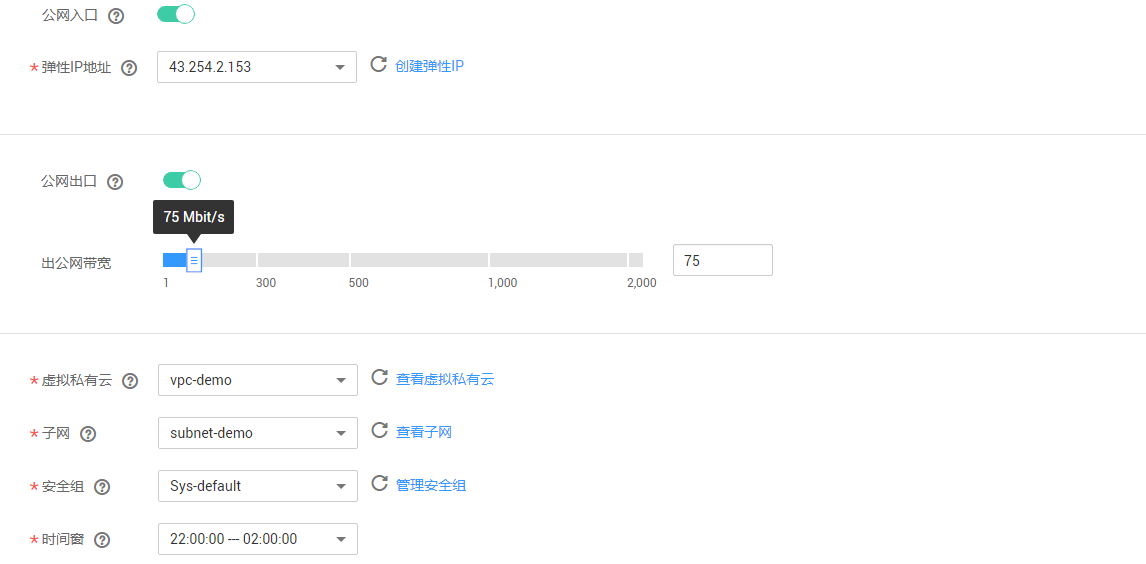 公网入口
* 弹性IP地址 43.254.2.153 创建弹性IP
公网出口
75 Mbit/s
出公网带宽 75
1 300 500 1,000 2,000
* 虚拟私有云 vpc-demo 查看虚拟私有云
* 子网 subnet-demo 查看子网
* 安全组 Sys-default 管理安全组
* 时间窗 22:00:00 --- 02:00:00